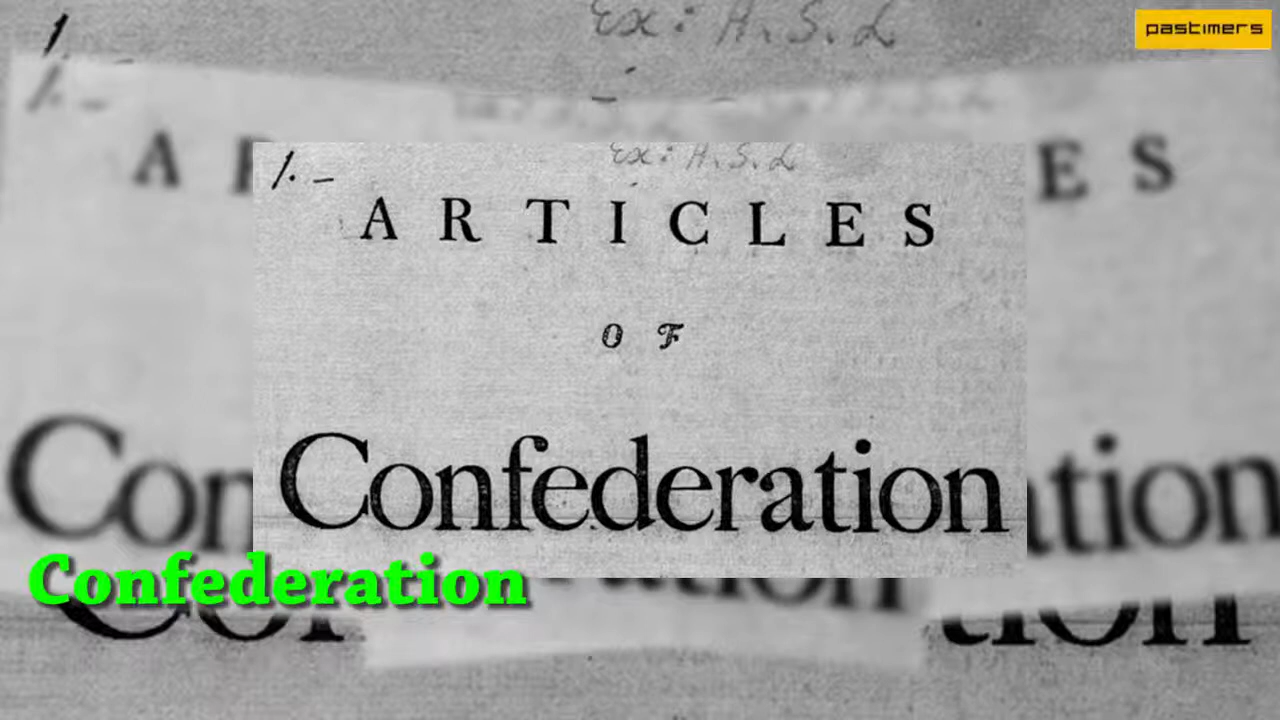 pastimers
Ex: H. S. L
1. –
ARTICLES
OF
Confederation
Confederation